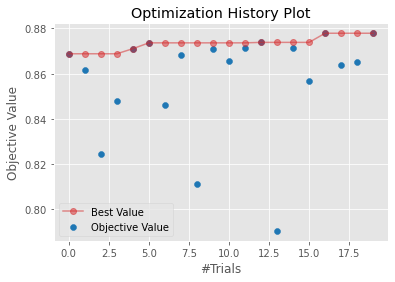 Optimization History Plot
Objective Value
0.88
0.86
0.84
0.82
0.80
Best Value
Objective Value
0.0 2.5 5.0 7.5 10.0 12.5 15.0 17.5
#Trials